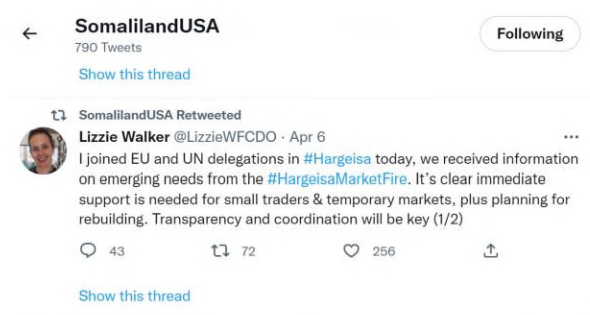 SomalilandUSA
790 Tweets
Following
Show this thread
SomalilandUSA Retweeted
Lizzie Walker @LizzieWFCDO · Apr 6
I joined EU and UN delegations in #Hargeisa today, we received information
on emerging needs from the #HargeisaMarketFire. It's clear immediate
support is needed for small traders & temporary markets, plus planning for
rebuilding. Transparency and coordination will be key (1/2)
43 72 256
Show this thread